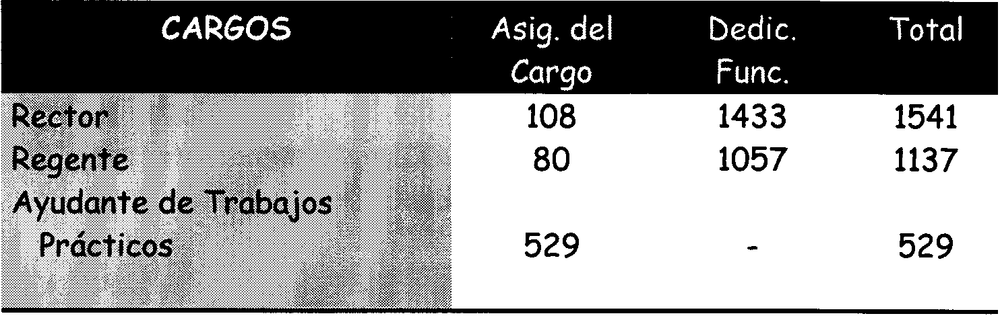 CARGOS Asig. del Dedic. Total
Cargo Func.
Rector 108 1433 1541
Regente 80 1057 1137
Ayudante de Trabajos
Prácticos 529 - 529